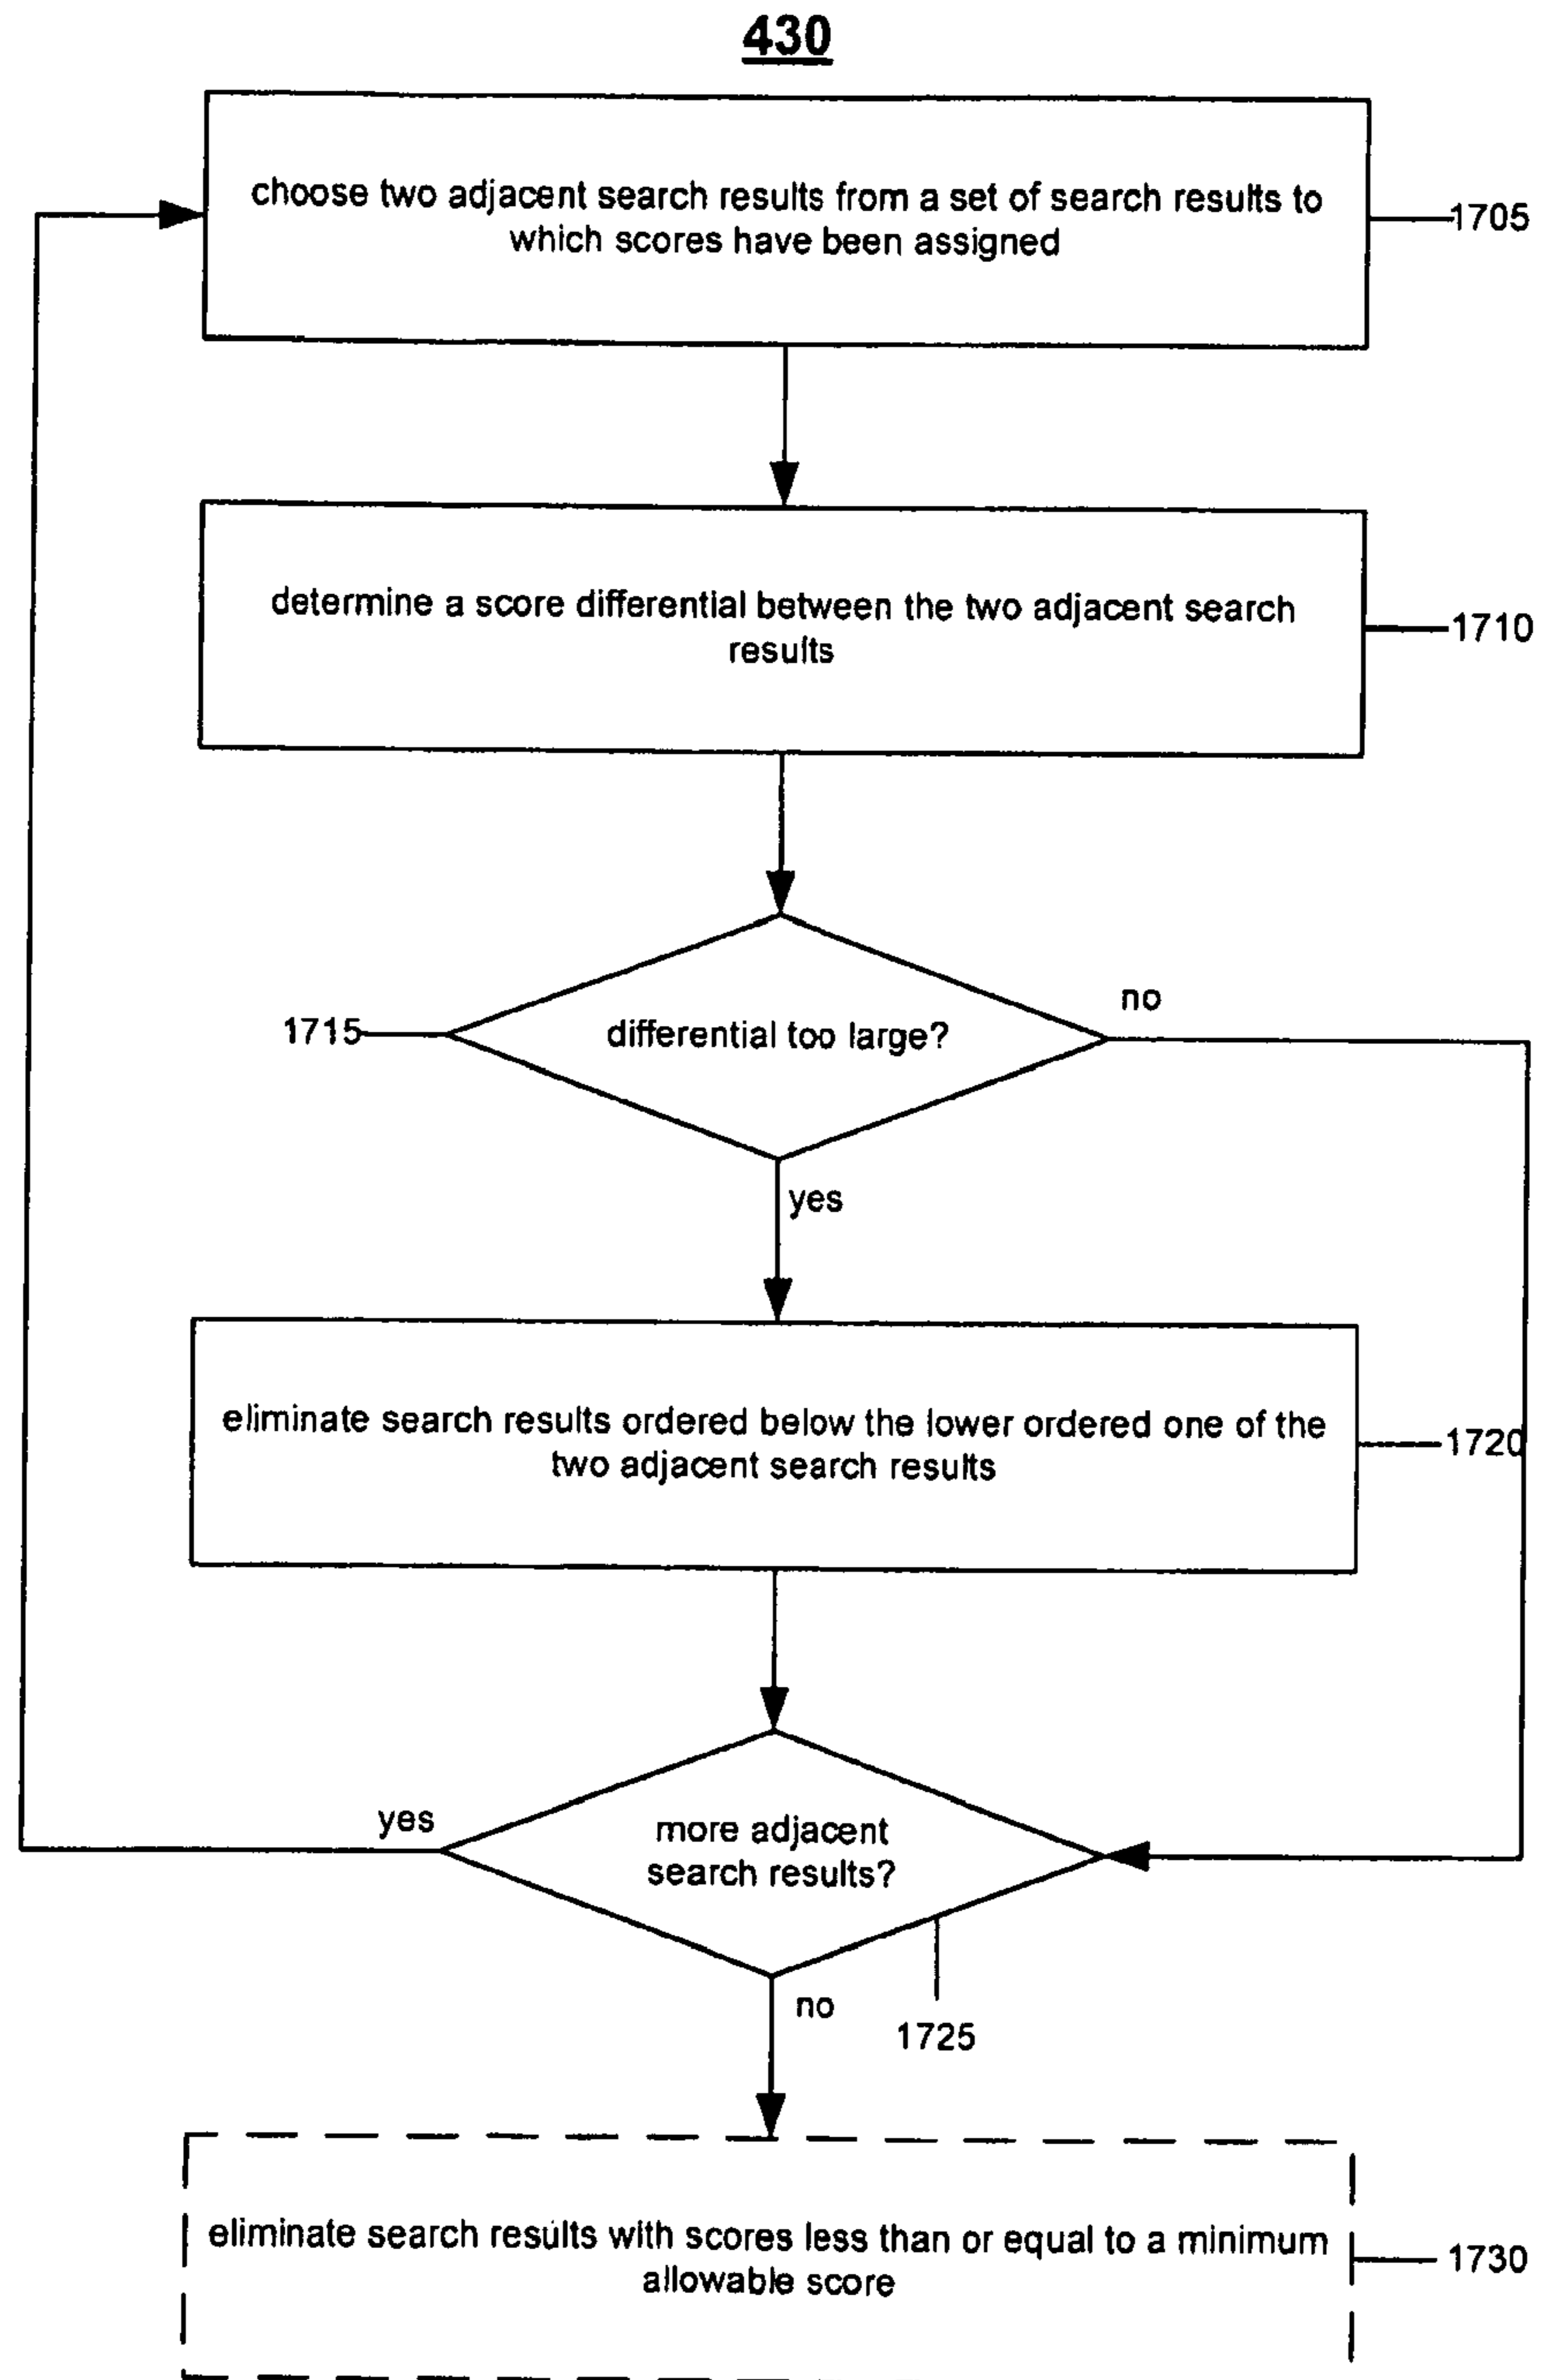 430
choose two adjacent search results from a set of search results to
which scores have been assigned
1705
determine a score differential between the two adjacent search
results
1710
no
1715
differential too large?
yes
eliminate search results ordered below the lower ordered one of the
two adjacent search results
1720
yes
more adjacent
search results?
no
1725
eliminate search results with scores less than or equal to a minimum
allowable score
1730